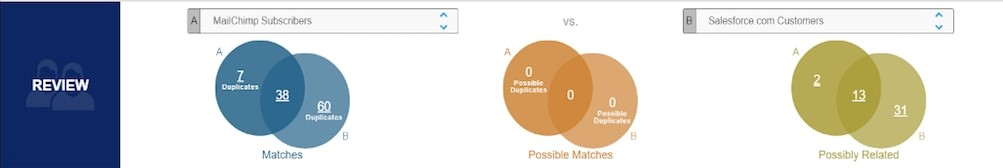 A MailChimp Subscribers
vs.
B Salesforce com Customers
REVIEW
A
7
Duplicates
38
60
Duplicates
B
Matches
A
0
Possible
Duplicates
0
0
Possible
Duplicates
B
Possible Matches
A
2
13
31
B
Possibly Related